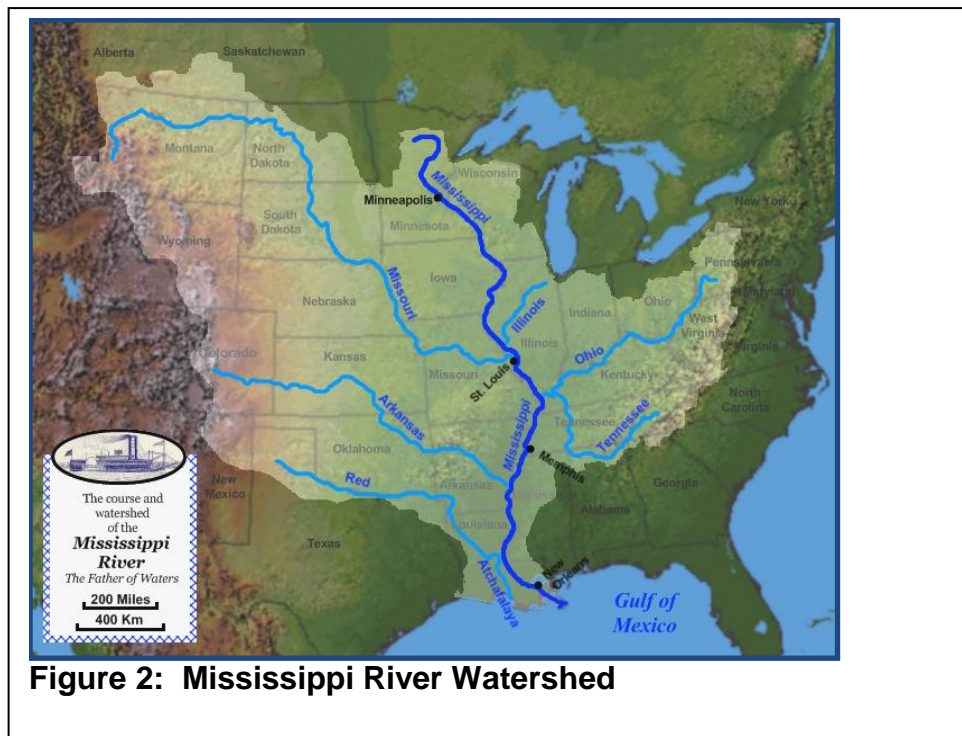 Alberta
Saskatchewan
Montana
North
Dakota
Wisconsin
Mississippi
Minneapolis
Minnesota
South
Dakota
Wyoming
New York
Pennsylvania
Maryland
Iowa
Nebraska
Missouri
Illinois
Illinois
Indiana
Ohio
West
Virginia
Virginia
Ohio
Colorado
Kansas
Missouri
St. Louis
Kentucky
North
Carolina
Arkansas
Tennessee
Tennessee
Mississippi
Memphis
Oklahoma
Red
Arkansas
Mississippi
Alabama
Georgia
New
Mexico
Texas
Louisiana
Atchafalaya
New
Orleans
Gulf of
Mexico
The course and
watershed
of the
Mississippi
River
The Father of Waters
200 Miles
400 Km
Figure 2: Mississippi River Watershed